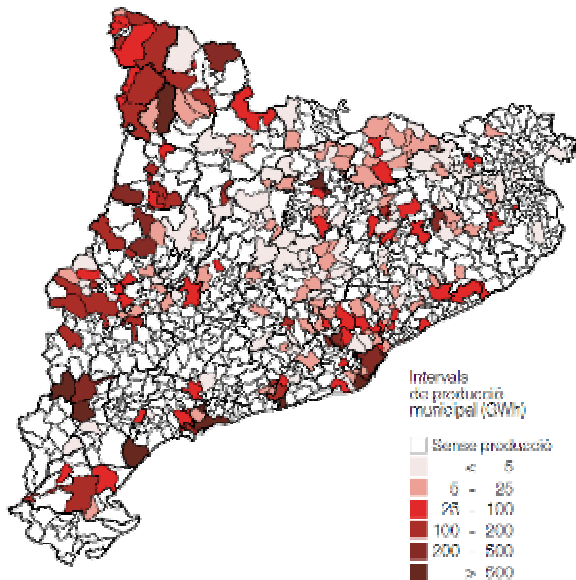 Intervals
de producció
municipal (GWh)
Sense producció
< 5
5 - 25
25 - 100
100 - 200
200 - 500
> 500